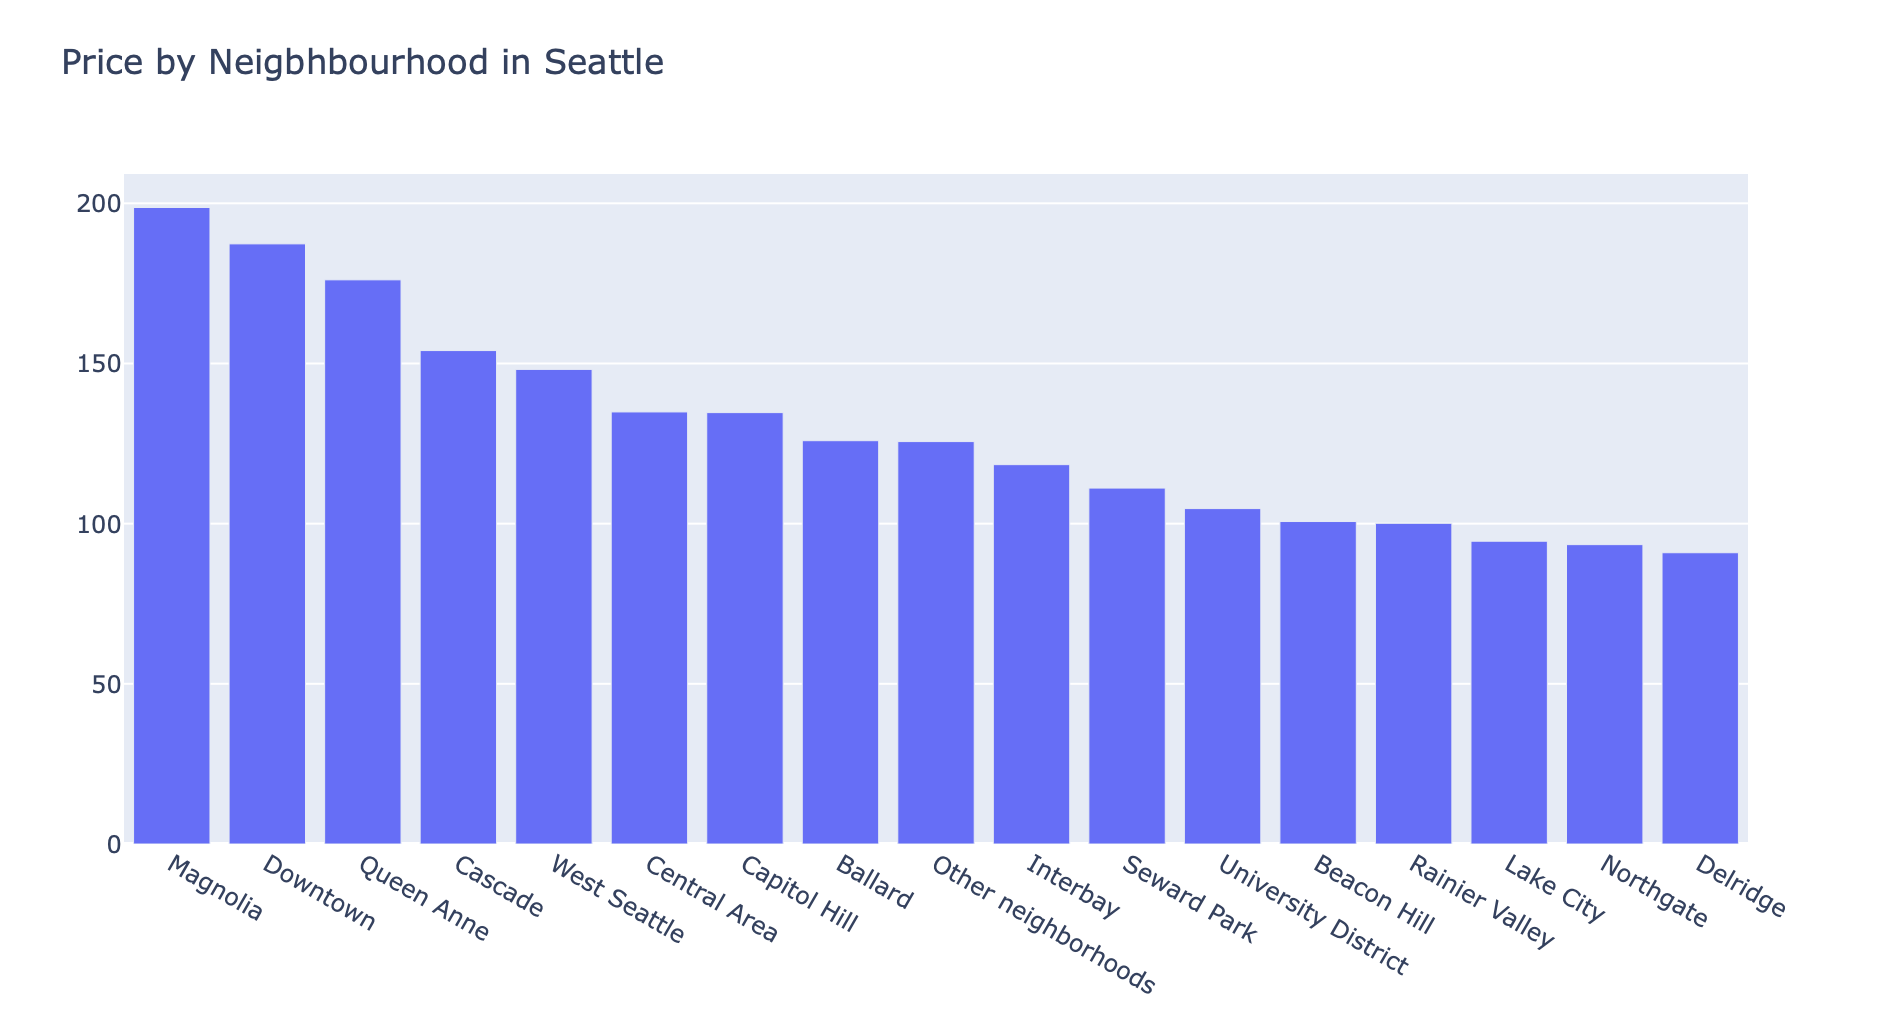 Price by Neigbhbourhood in Seattle
200
150
100
50
0
Magnolia
Downtown
Queen Anne
Cascade
West Seattle
Central Area
Capitol Hill
Ballard
Other neighborhoods
Interbay
Seward Park
University District
Beacon Hill
Rainier Valley
Lake City
Northgate
Delridge